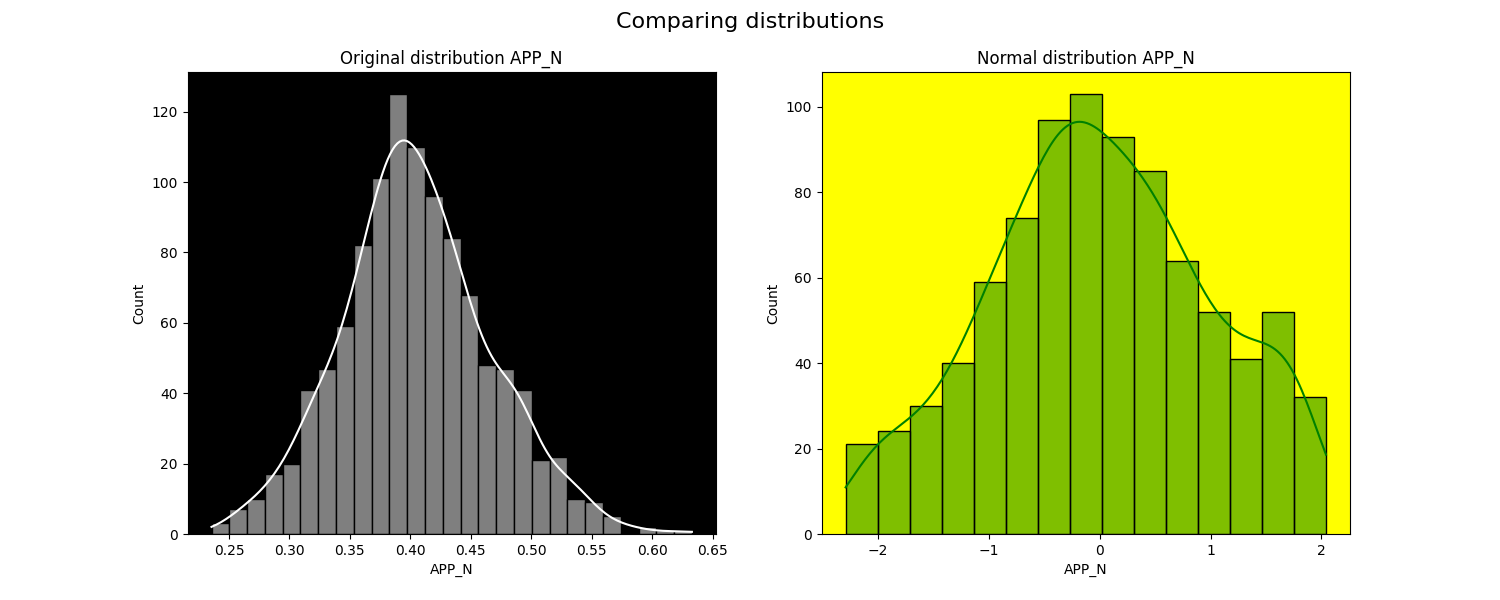 Comparing distributions
Original distribution APP_N
Count
0
20
40
60
80
100
120
0.25 0.30 0.35 0.40 0.45 0.50 0.55 0.60 0.65
APP_N
Normal distribution APP_N
Count
0
20
40
60
80
100
−2 −1 0 1 2
APP_N